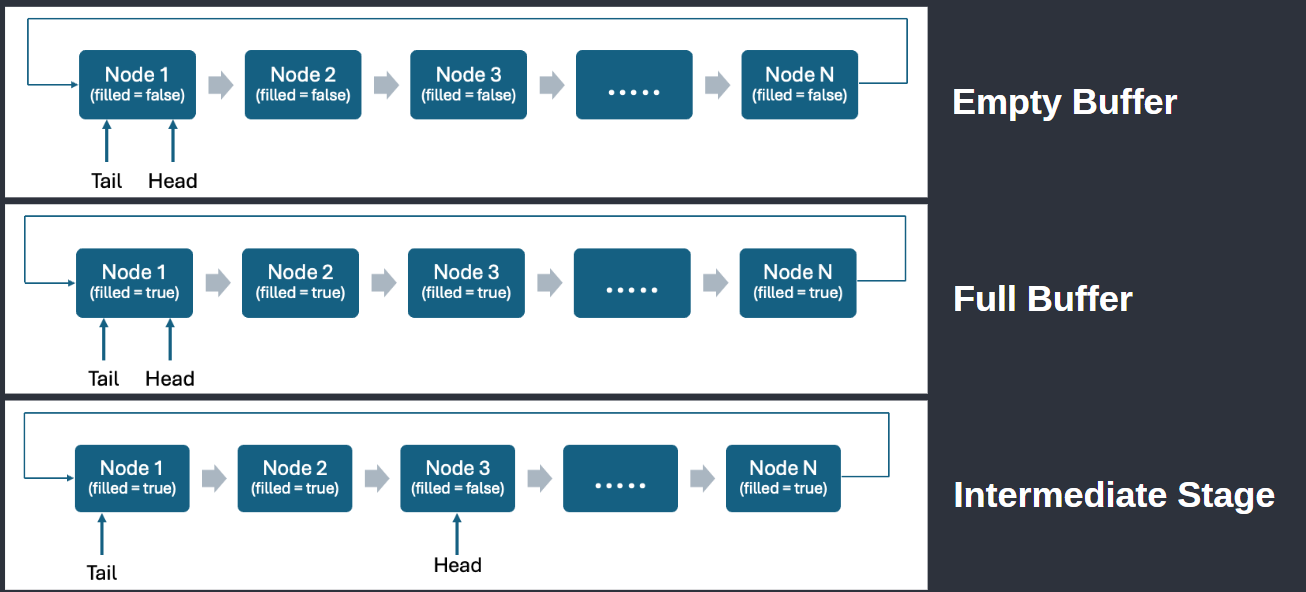 Node 1
(filled = false)
Node 2
(filled = false)
Node 3
(filled = false)
.....
Node N
(filled = false)
Tail
Head
Empty Buffer
Node 1
(filled = true)
Node 2
(filled = true)
Node 3
(filled = true)
.....
Node N
(filled = true)
Tail
Head
Full Buffer
Node 1
(filled = true)
Node 2
(filled = true)
Node 3
(filled = false)
.....
Node N
(filled = true)
Tail
Head
Intermediate Stage